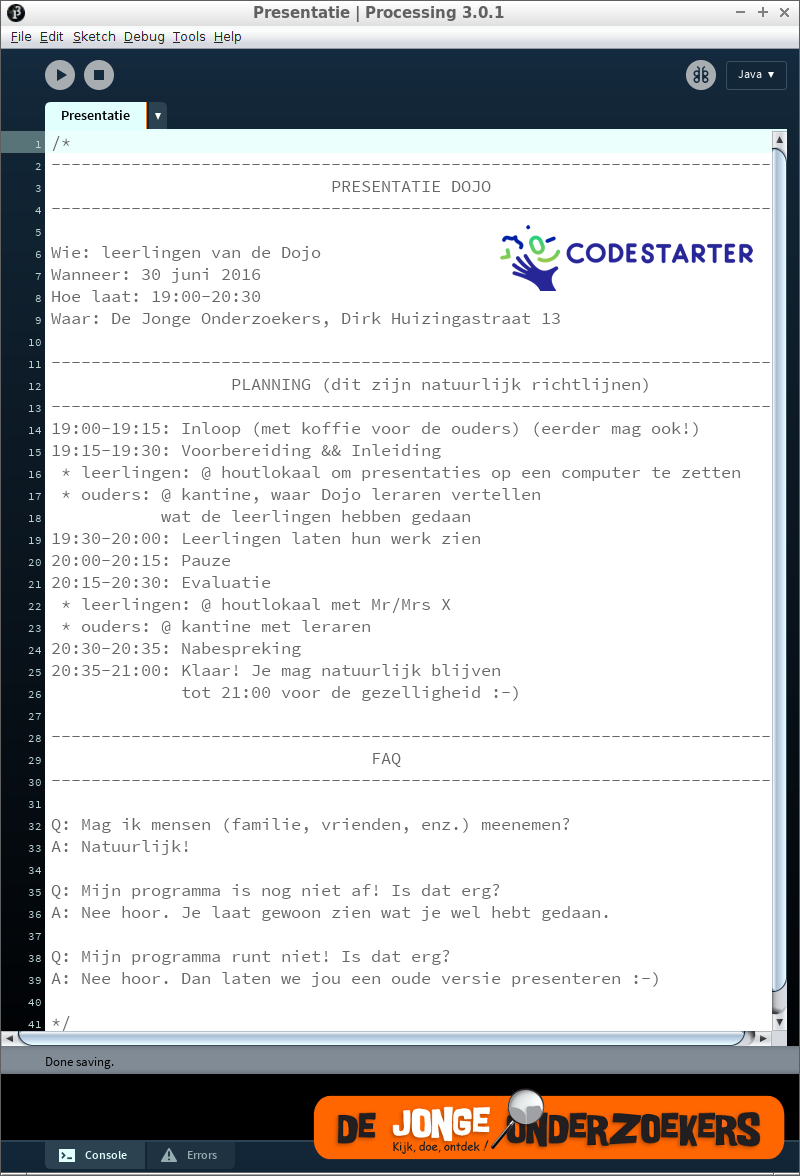 Presentatie | Processing 3.0.1
File Edit Sketch Debug Tools Help
Java ▾
Presentatie ▾
1 /*
2 ------------------------------------------------------------------------
3 PRESENTATIE DOJO
4 ------------------------------------------------------------------------
5
CODESTARTER
6 Wie: leerlingen van de Dojo
7 Wanneer: 30 juni 2016
8 Hoe laat: 19:00-20:30
9 Waar: De Jonge Onderzoekers, Dirk Huizingastraat 13
10
11 ------------------------------------------------------------------------
12 PLANNING (dit zijn natuurlijk richtlijnen)
13 ------------------------------------------------------------------------
14 19:00-19:15: Inloop (met koffie voor de ouders) (eerder mag ook!)
15 19:15-19:30: Voorbereiding && Inleiding
16 * leerlingen: @ houtlokaal om presentaties op een computer te zetten
17 * ouders: @ kantine, waar Dojo leraren vertellen
18 wat de leerlingen hebben gedaan
19 19:30-20:00: Leerlingen laten hun werk zien
20 20:00-20:15: Pauze
21 20:15-20:30: Evaluatie
22 * leerlingen: @ houtlokaal met Mr/Mrs X
23 * ouders: @ kantine met leraren
24 20:30-20:35: Nabespreking
25 20:35-21:00: Klaar! Je mag natuurlijk blijven
26 tot 21:00 voor de gezelligheid :-)
27
28 ------------------------------------------------------------------------
29 FAQ
30 ------------------------------------------------------------------------
31
32 Q: Mag ik mensen (familie, vrienden, enz.) meenemen?
33 A: Natuurlijk!
34
35 Q: Mijn programma is nog niet af! Is dat erg?
36 A: Nee hoor. Je laat gewoon zien wat je wel hebt gedaan.
37
38 Q: Mijn programma runt niet! Is dat erg?
39 A: Nee hoor. Dan laten we jou een oude versie presenteren :-)
40
41 */
Done saving.
DE JONGE ONDERZOEKERS
Kijk, doe, ontdek!
Console Errors